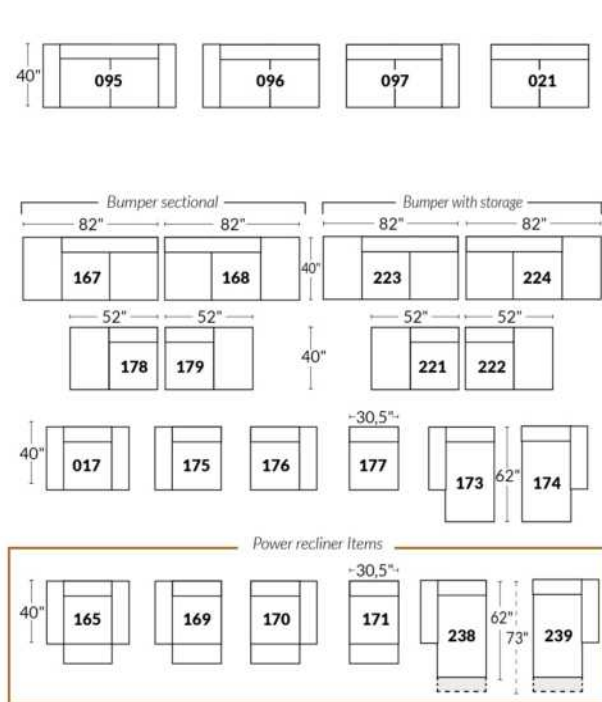 40" 095 096 097 021
Bumper sectional Bumper with storage
82" 82" 82" 82"
167 168 40" 223 224
52" 52" 52" 52"
178 179 40" 221 222
30,5"
40" 017 175 176 177 173 62" 174
Power recliner Items
30,5"
40" 165 169 170 171 238 62" 73" 239